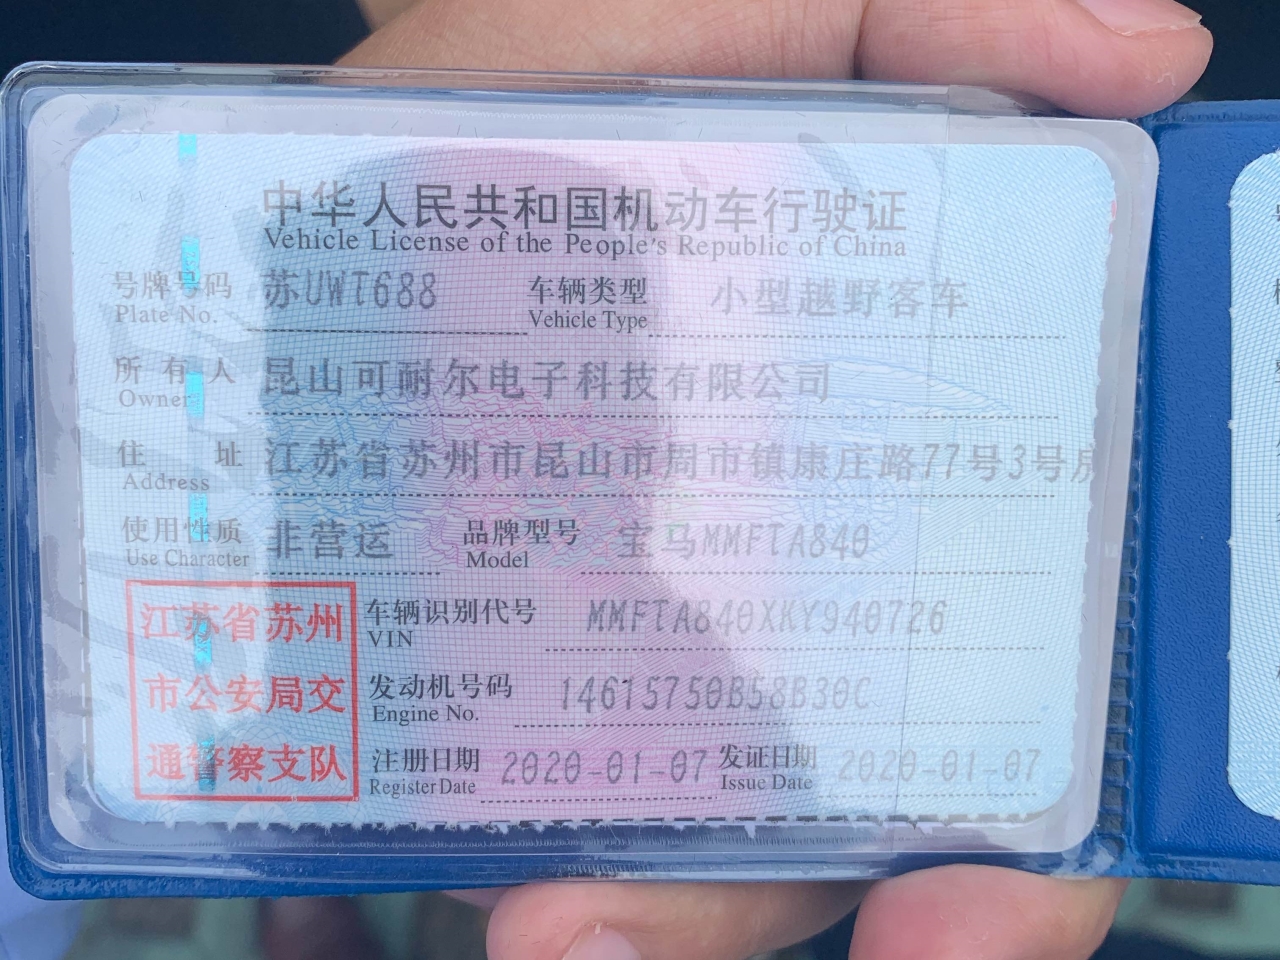 中华人民共和国机动车行驶证
Vehicle License of the People's Republic of China
号牌号码 苏UWT688 车辆类型 小型越野客车
Plate No. Vehicle Type
所有人 昆山可耐尔电子科技有限公司
Owner
住址 江苏省苏州市昆山市周市镇康庄路77号3号房
Address
使用性质 非营运 品牌型号 宝马MMFTA840
Use Character Model
江苏省苏州
市公安局交
通警察支队
车辆识别代号 MMFTA840XKY940726
VIN
发动机号码 14615750B58B30C
Engine No.
注册日期 2020-01-07 发证日期 2020-01-07
Register Date Issue Date